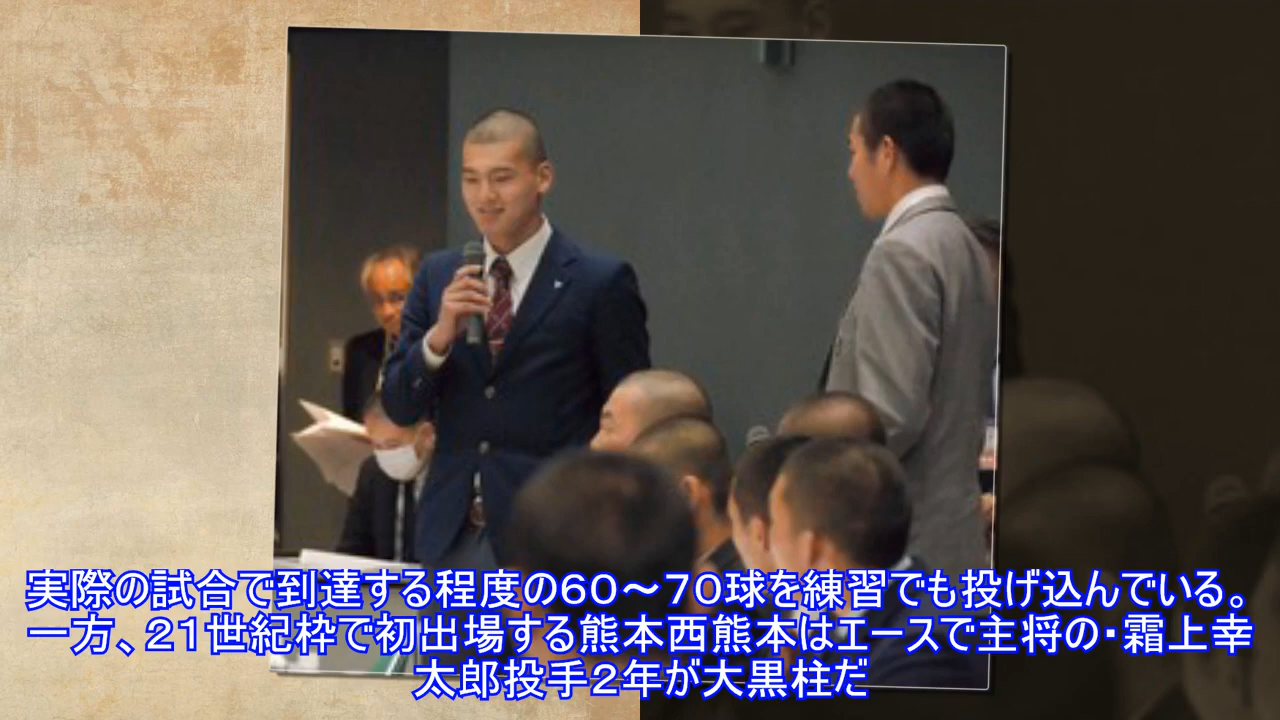 実際の試合で到達する程度の６０～７０球を練習でも投げ込んでいる。
一方、２１世紀枠で初出場する熊本西熊本はエースで主将の・霜上幸
太郎投手２年が大黒柱だ